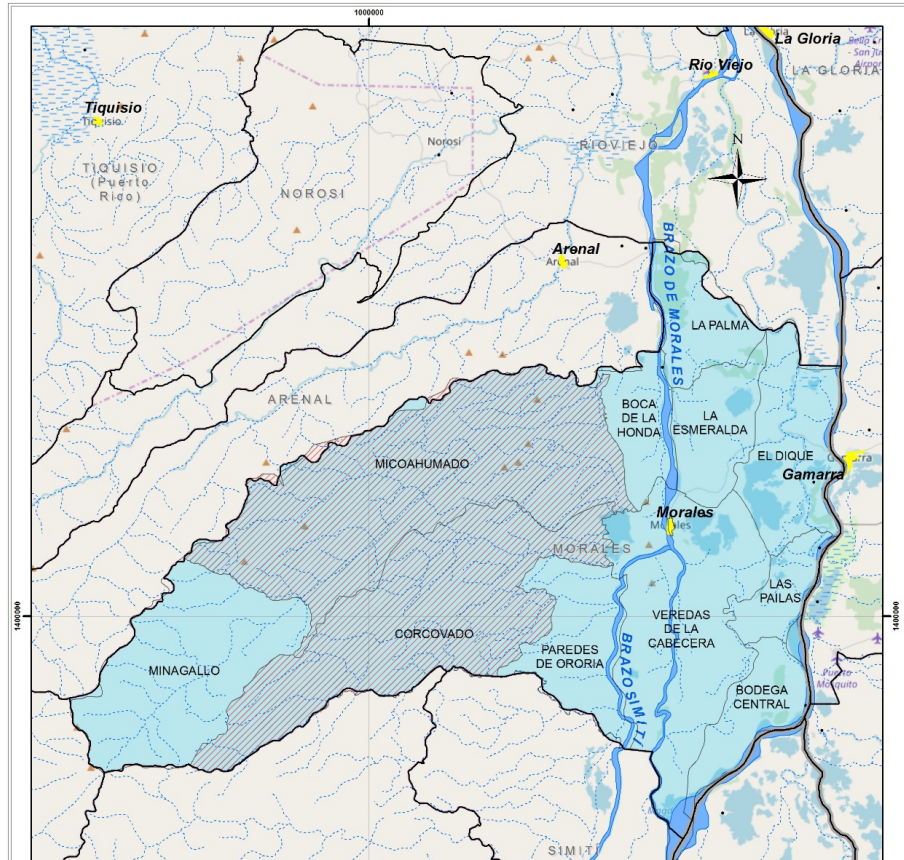 1000000
La Gloria
Rio Viejo
LA GLORIA
Tiquisio
Tiquisio
Norosi
RIOVIEJO
N
TIQUISIO
(Puerto
Rico)
NOROSI
Arenal
Arenal
BRAZO DE MORALES
LA PALMA
ARENAL
BOCA
DE LA
HONDA
LA
ESMERALDA
MICOAHUMADO
EL DIQUE
Gamarra
Morales
Morales
MORALES
LAS
PAILAS
1400000
1400000
VEREDAS
DE LA
CABECERA
CORCOVADO
PAREDES
DE ORORIA
MINAGALLO
BRAZO SIMITI
Puerto
Mosquito
BODEGA
CENTRAL
SIMITÍ